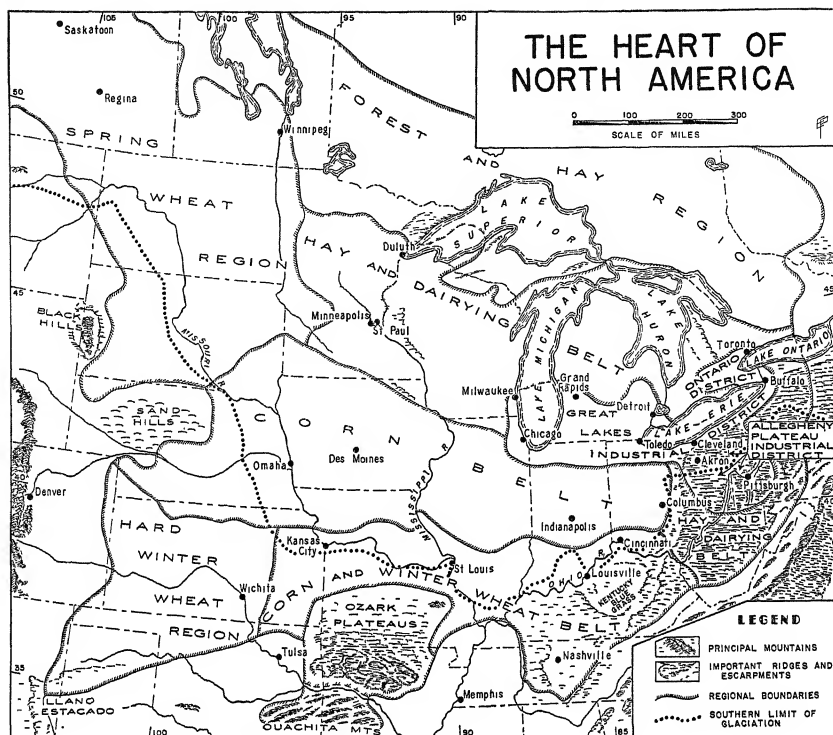 THE HEART OF
NORTH AMERICA
0 100 200 300
SCALE OF MILES
105
100
95
90
Saskatoon
50
Regina
Winnipeg
SPRING
WHEAT
REGION
FOREST AND HAY REGION
LAKE SUPERIOR
Duluth
HAY AND DAIRYING
BELT
45
45
BLACK HILLS
MISSOURI
Minneapolis
St Paul
LAKE MICHIGAN
LAKE HURON
Toronto
LAKE ONTARIO
ONTARIO DISTRICT
Buffalo
Milwaukee
Grand Rapids
Detroit
GREAT
LAKES
INDUSTRIAL
LAKE ERIE
DISTRICT
Toledo
Cleveland
Akron
ALLEGHENY
PLATEAU
INDUSTRIAL
DISTRICT
Pittsburgh
SAND HILLS
CORN
BELT
Chicago
Omaha
Des Moines
MISSISSIPPI R
Denver
Columbus
Indianapolis
HAY AND
DAIRYING
BELT
HARD
WINTER
WHEAT
REGION
Kansas City
St Louis
Cincinnati
OHIO R
Louisville
KENTUCKY BLUE GRASS
Wichita
CORN AND WINTER WHEAT BELT
OZARK
PLATEAUS
Tulsa
Nashville
35
LLANO
ESTACADO
Memphis
OUACHITA MTS
100
90
85
LEGEND
PRINCIPAL MOUNTAINS
IMPORTANT RIDGES AND
ESCARPMENTS
REGIONAL BOUNDARIES
SOUTHERN LIMIT OF
GLACIATION